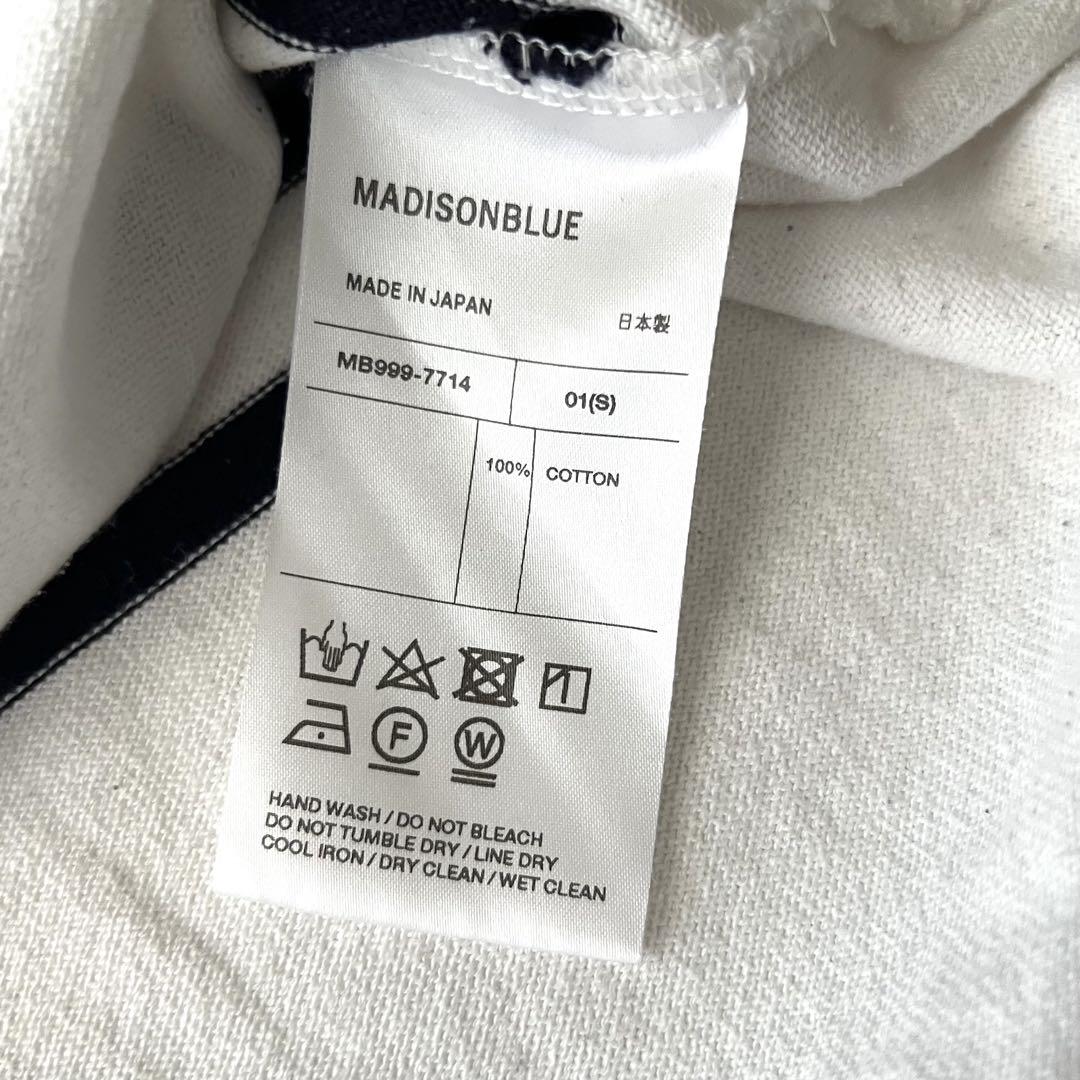 MADISONBLUE
MADE IN JAPAN 日本製
MB999-7714 01(S)
100% COTTON
F W
HAND WASH / DO NOT BLEACH
DO NOT TUMBLE DRY / LINE DRY
COOL IRON / DRY CLEAN / WET CLEAN